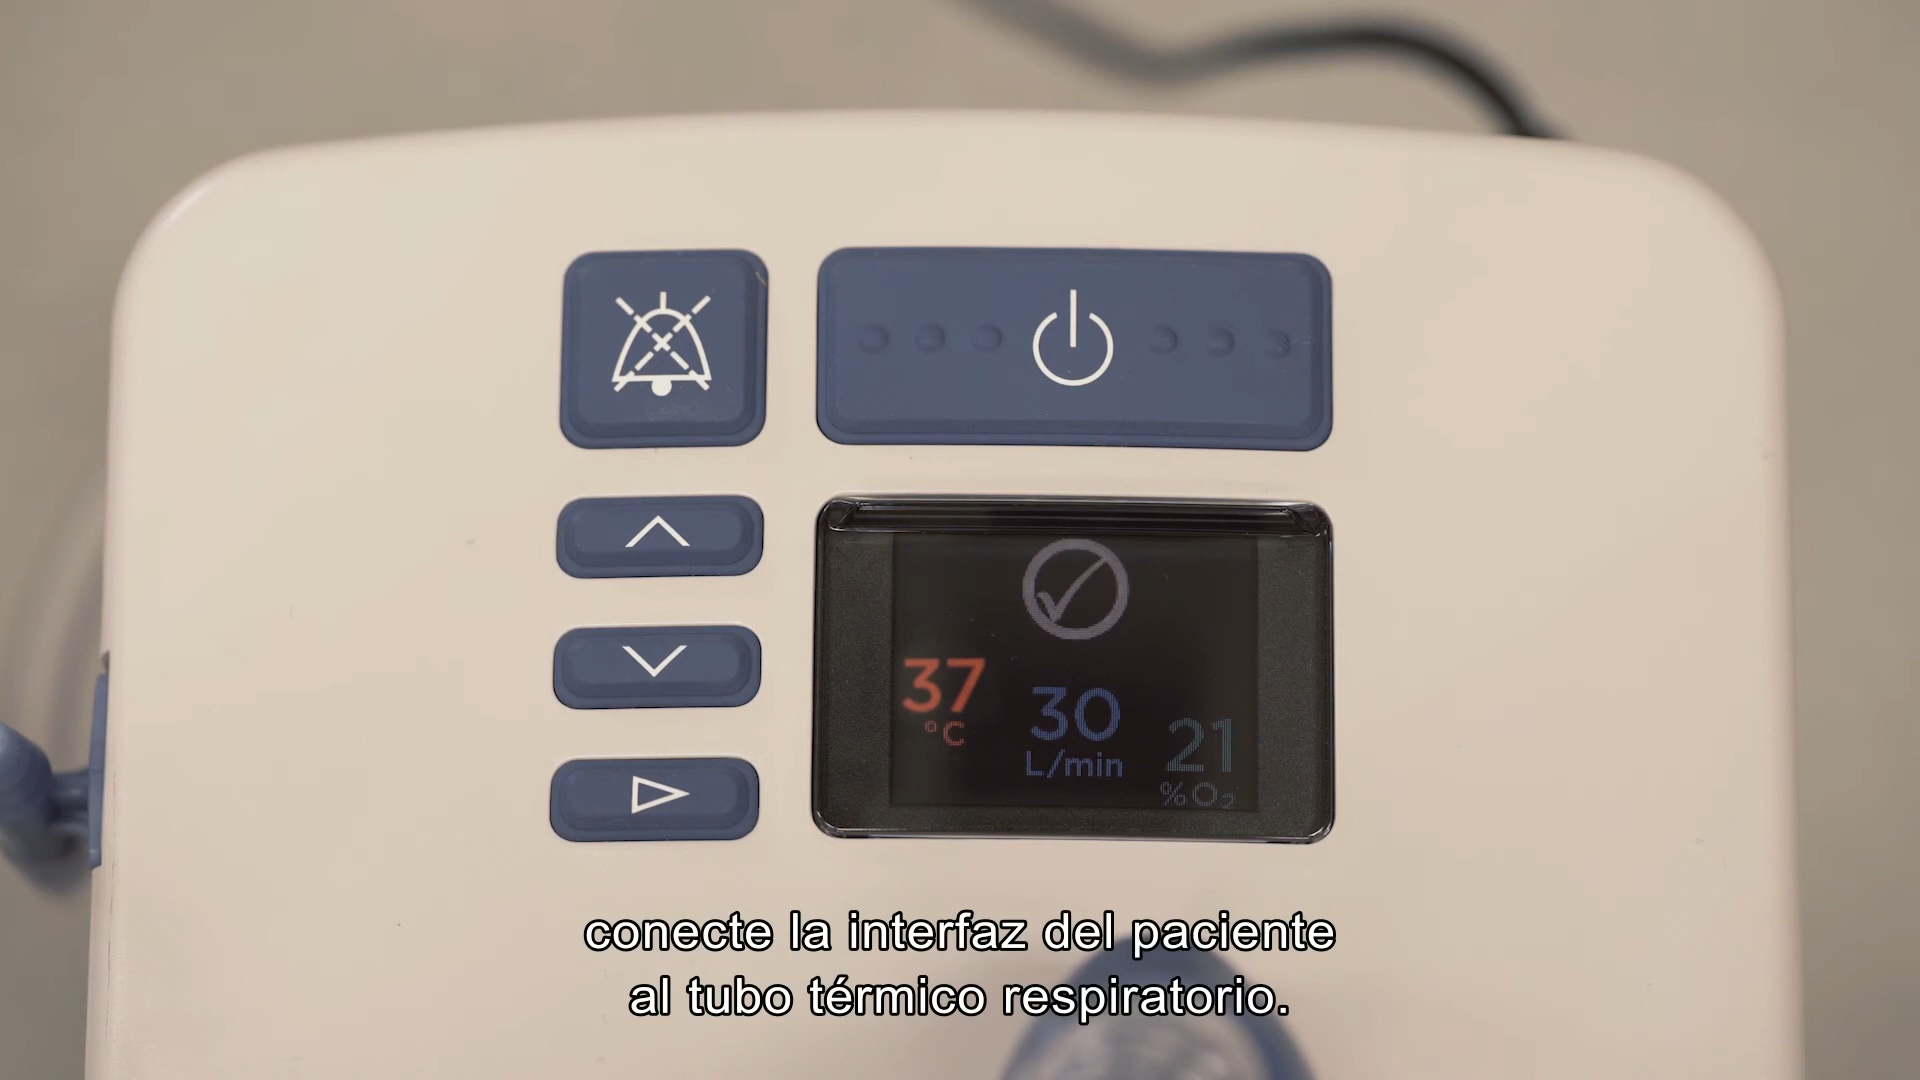 37
°C
30
L/min
21
%O₂
conecte la interfaz del paciente
al tubo térmico respiratorio.